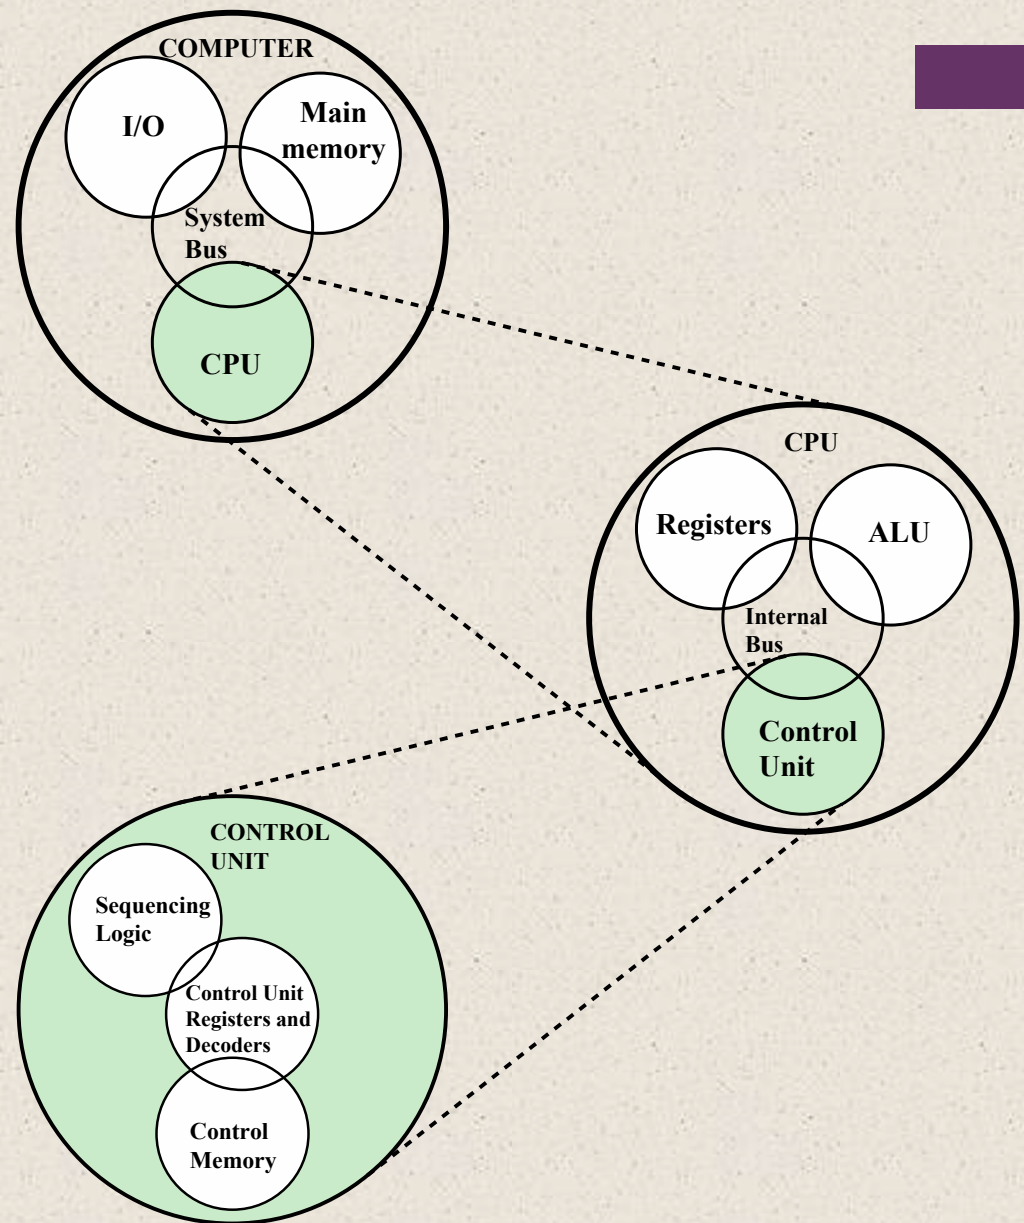 COMPUTER
I/O
Main
memory
System
Bus
CPU
CPU
Registers
ALU
Internal
Bus
Control
Unit
CONTROL
UNIT
Sequencing
Logic
Control Unit
Registers and
Decoders
Control
Memory